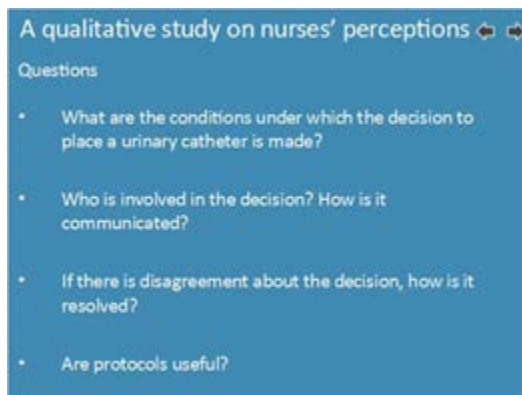 A qualitative study on nurses' perceptions
Questions
• What are the conditions under which the decision to
place a urinary catheter is made?
• Who is involved in the decision? How is it
communicated?
• If there is disagreement about the decision, how is it
resolved?
• Are protocols useful?